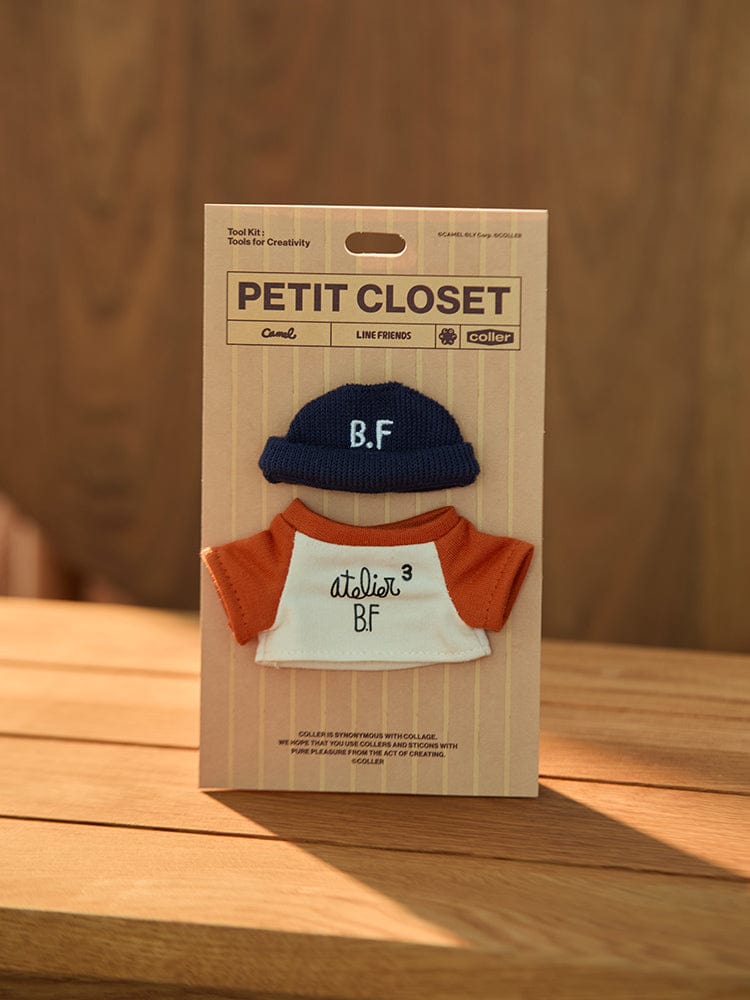 Tool Kit :
Tools for Creativity
©CAMEL ©LY Corp. ©COLLER
PETIT CLOSET
Camel
LINE FRIENDS
coller
B.F
atelier³
B.F
COLLER IS SYNONYMOUS WITH COLLAGE.
WE HOPE THAT YOU USE COLLERS AND STICONS WITH
PURE PLEASURE FROM THE ACT OF CREATING.
©COLLER